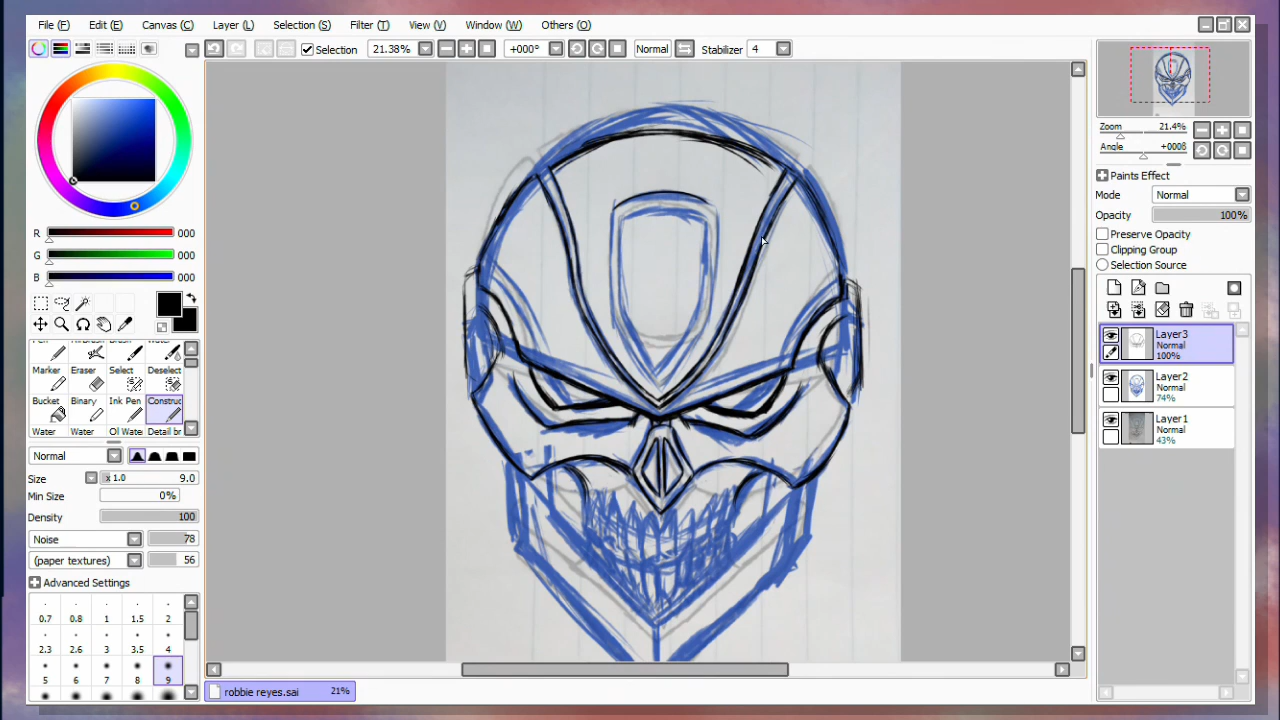 File (F) Edit (E) Canvas (C) Layer (L) Selection (S) Filter (T) View (V) Window (W) Others (O)
Selection 21.38% +000° Normal Stabilizer 4
Zoom 21.4%
Angle +0006
Paints Effect
Mode Normal
Opacity 100%
Preserve Opacity
Clipping Group
Selection Source
R 000
G 000
B 000
Marker Eraser Select Deselect
Bucket Binary Ink Pen Construc
Water Water Ol Water Detail br
Normal
Size x 1.0 9.0
Min Size 0%
Density 100
Noise 78
(paper textures) 56
Advanced Settings
0.7 0.8 1 1.5 2
2.3 2.6 3 3.5 4
5 6 7 8 9
Layer3
Normal
100%
Layer2
Normal
74%
Layer1
Normal
43%
robbie reyes.sai 21%